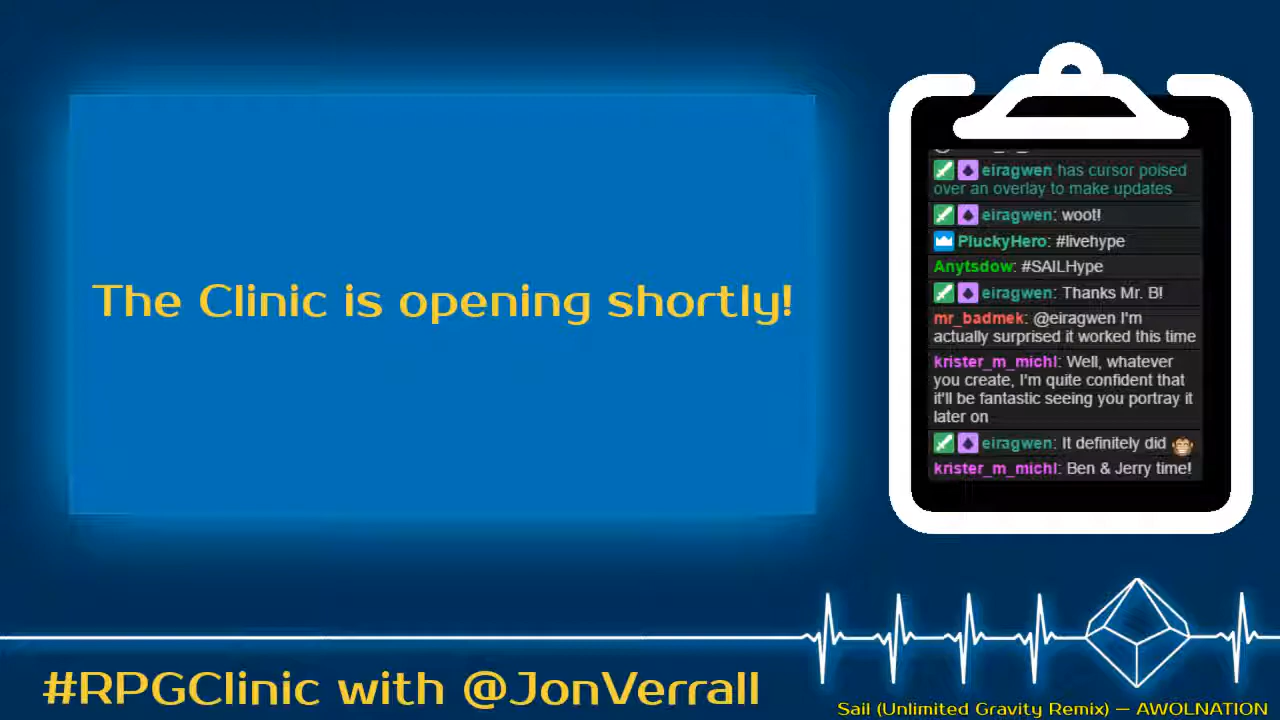 The Clinic is opening shortly!
eiragwen has cursor poised
over an overlay to make updates
eiragwen: woot!
PluckyHero: #livehype
Anytsdow: #SAILHype
eiragwen: Thanks Mr. B!
mr_badmek: @eiragwen I'm
actually surprised it worked this time
krister_m_michl: Well, whatever
you create, I'm quite confident that
it'll be fantastic seeing you portray it
later on
eiragwen: It definitely did
krister_m_michl: Ben & Jerry time!
#RPGClinic with @JonVerrall
Sail (Unlimited Gravity Remix) — AWOLNATION